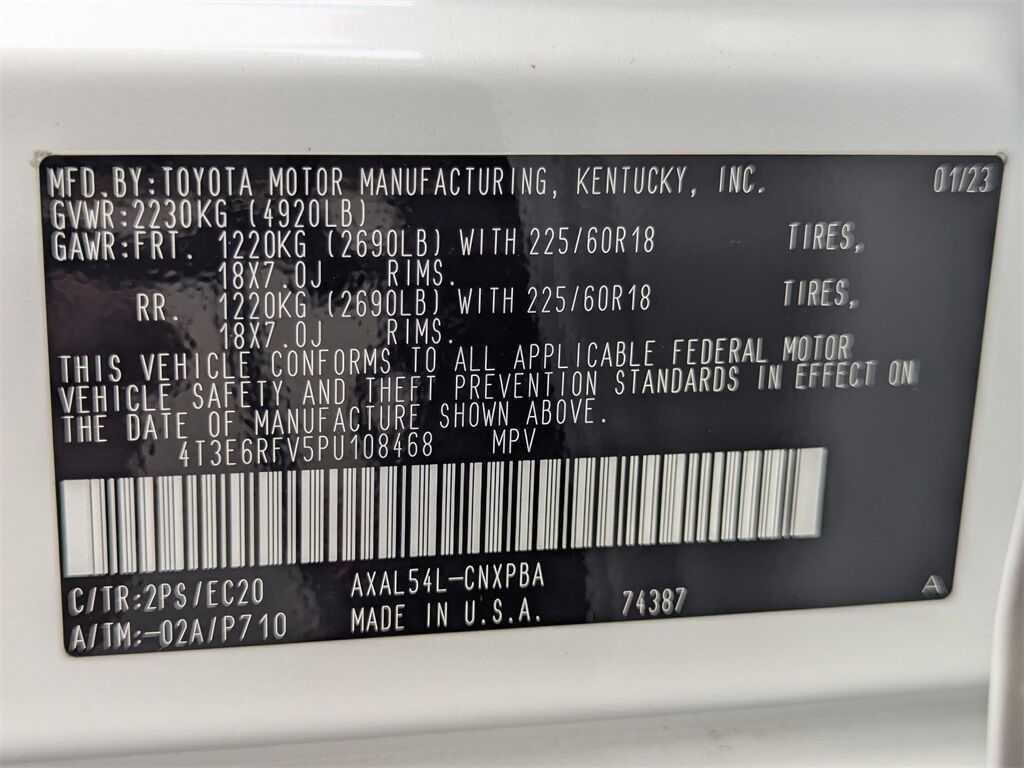 MFD.BY:TOYOTA MOTOR MANUFACTURING, KENTUCKY, INC. 01/23
GVWR:2230KG (4920LB)
GAWR:FRT. 1220KG (2690LB) WITH 225/60R18 TIRES,
18X7.0J RIMS.
RR. 1220KG (2690LB) WITH 225/60R18 TIRES,
18X7.0J RIMS.
THIS VEHICLE CONFORMS TO ALL APPLICABLE FEDERAL MOTOR
VEHICLE SAFETY AND THEFT PREVENTION STANDARDS IN EFFECT ON
THE DATE OF MANUFACTURE SHOWN ABOVE.
4T3E6RFV5PU108468 MPV
C/TR:2PS/EC20 AXAL54L-CNXPBA
A/TM:-02A/P710 MADE IN U.S.A. 74387 A